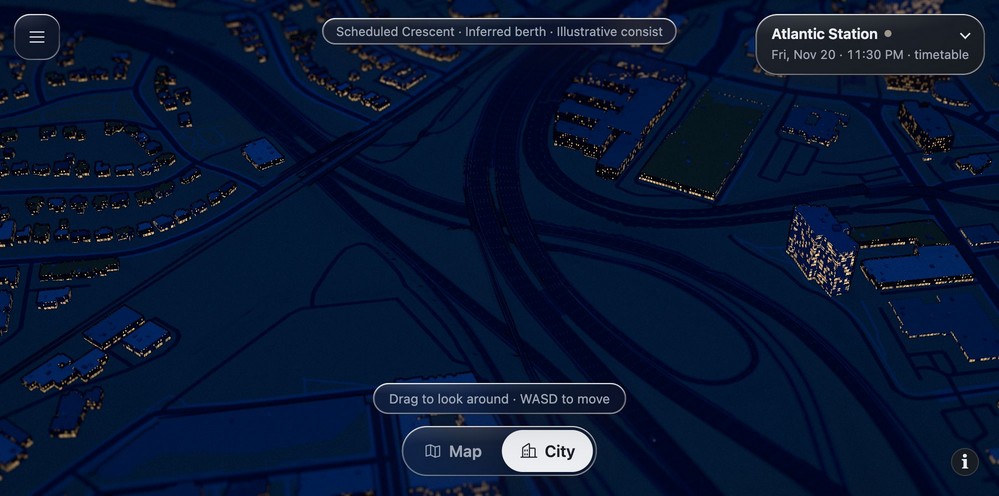 Scheduled Crescent · Inferred berth · Illustrative consist
Atlantic Station
Fri, Nov 20 · 11:30 PM · timetable
Drag to look around · WASD to move
Map
City
i